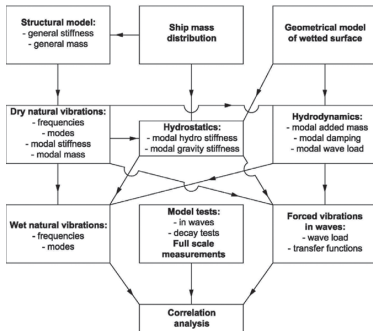 Structural model:
- general stiffness
- general mass
Ship mass
distribution
Geometrical model
of wetted surface
Dry natural vibrations:
- frequencies
- modes
- modal stiffness
- modal mass
Hydrostatics:
- modal hydro stiffness
- modal gravity stiffness
Hydrodynamics:
- modal added mass
- modal damping
- modal wave load
Wet natural vibrations:
- frequencies
- modes
Model tests:
- in waves
- decay tests
Full scale
measurements
Forced vibrations
in waves:
- wave load
- transfer functions
Correlation
analysis